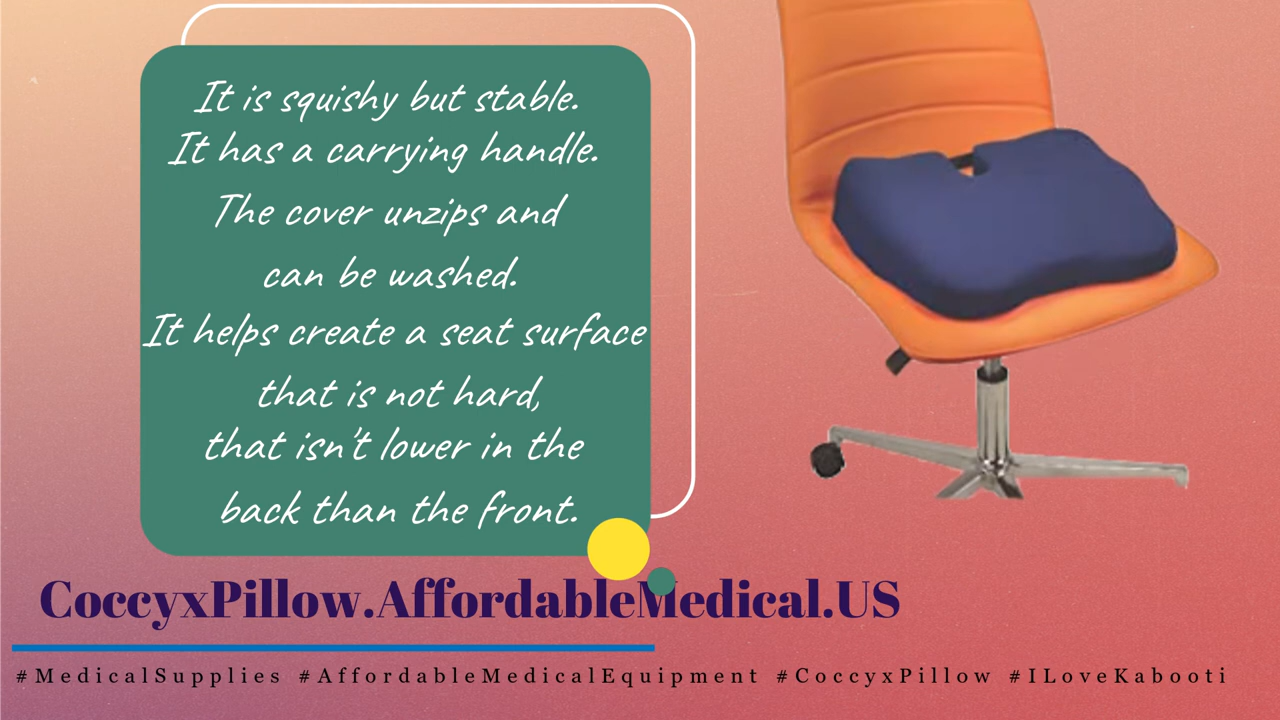 It is squishy but stable.
It has a carrying handle.
The cover unzips and
can be washed.
It helps create a seat surface
that is not hard,
that isn't lower in the
back than the front.
CoccyxPillow.AffordableMedical.US
#MedicalSupplies #AffordableMedicalEquipment #CoccyxPillow #ILoveKabooti